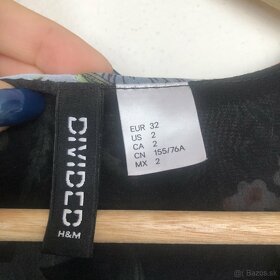 DIVIDED
H&M
EUR 32
US 2
CA 2
CN 155/76A
MX 2
Bazos.sk